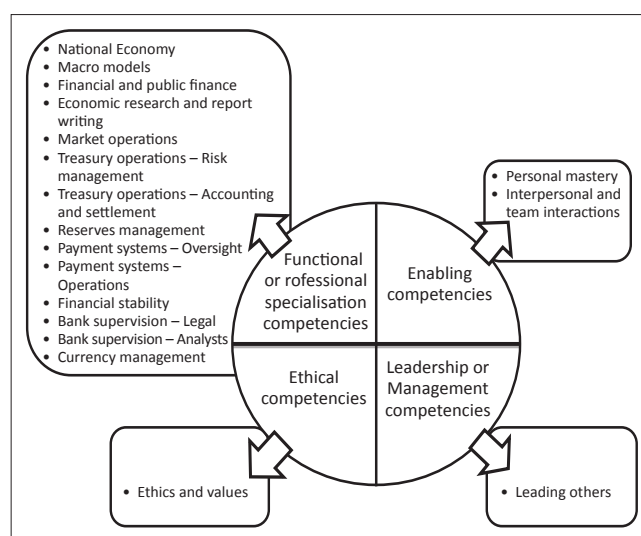 • National Economy
• Macro models
• Financial and public finance
• Economic research and report
writing
• Market operations
• Treasury operations – Risk
management
• Treasury operations – Accounting
and settlement
• Reserves management
• Payment systems – Oversight
• Payment systems –
Operations
• Financial stability
• Bank supervision – Legal
• Bank supervision – Analysts
• Currency management
• Personal mastery
• Interpersonal and
team interactions
Functional
or rofessional
specialisation
competencies
Enabling
competencies
Ethical
competencies
Leadership or
Management
competencies
• Ethics and values
• Leading others